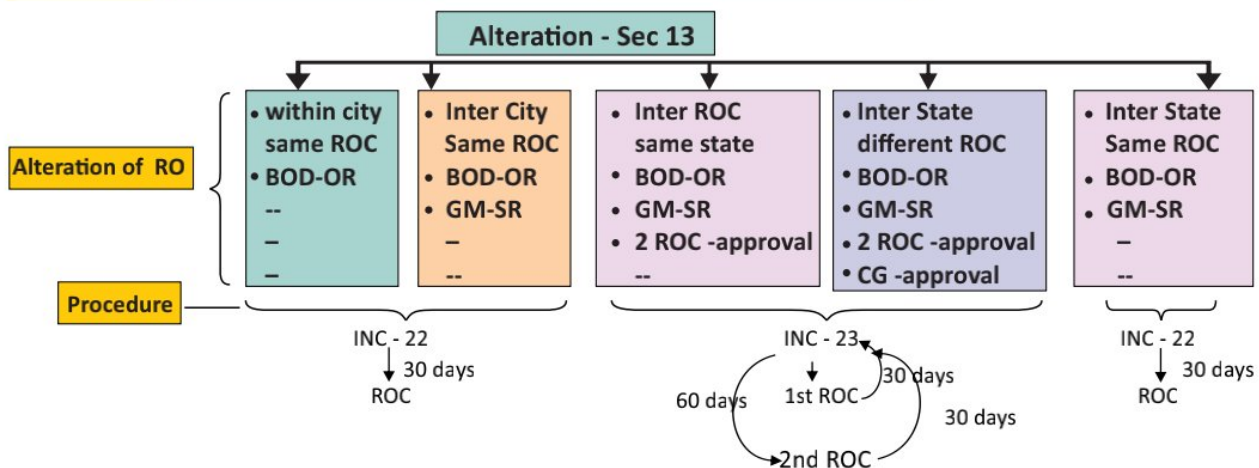 Alteration - Sec 13
Alteration of RO
• within city
same ROC
• BOD-OR
--
–
–
• Inter City
Same ROC
• BOD-OR
• GM-SR
–
--
• Inter ROC
same state
• BOD-OR
• GM-SR
• 2 ROC -approval
--
• Inter State
different ROC
• BOD-OR
• GM-SR
• 2 ROC -approval
• CG -approval
• Inter State
Same ROC
• BOD-OR
• GM-SR
–
--
Procedure
INC - 22
30 days
ROC
INC - 23
30 days
1st ROC
60 days
30 days
2nd ROC
INC - 22
30 days
ROC